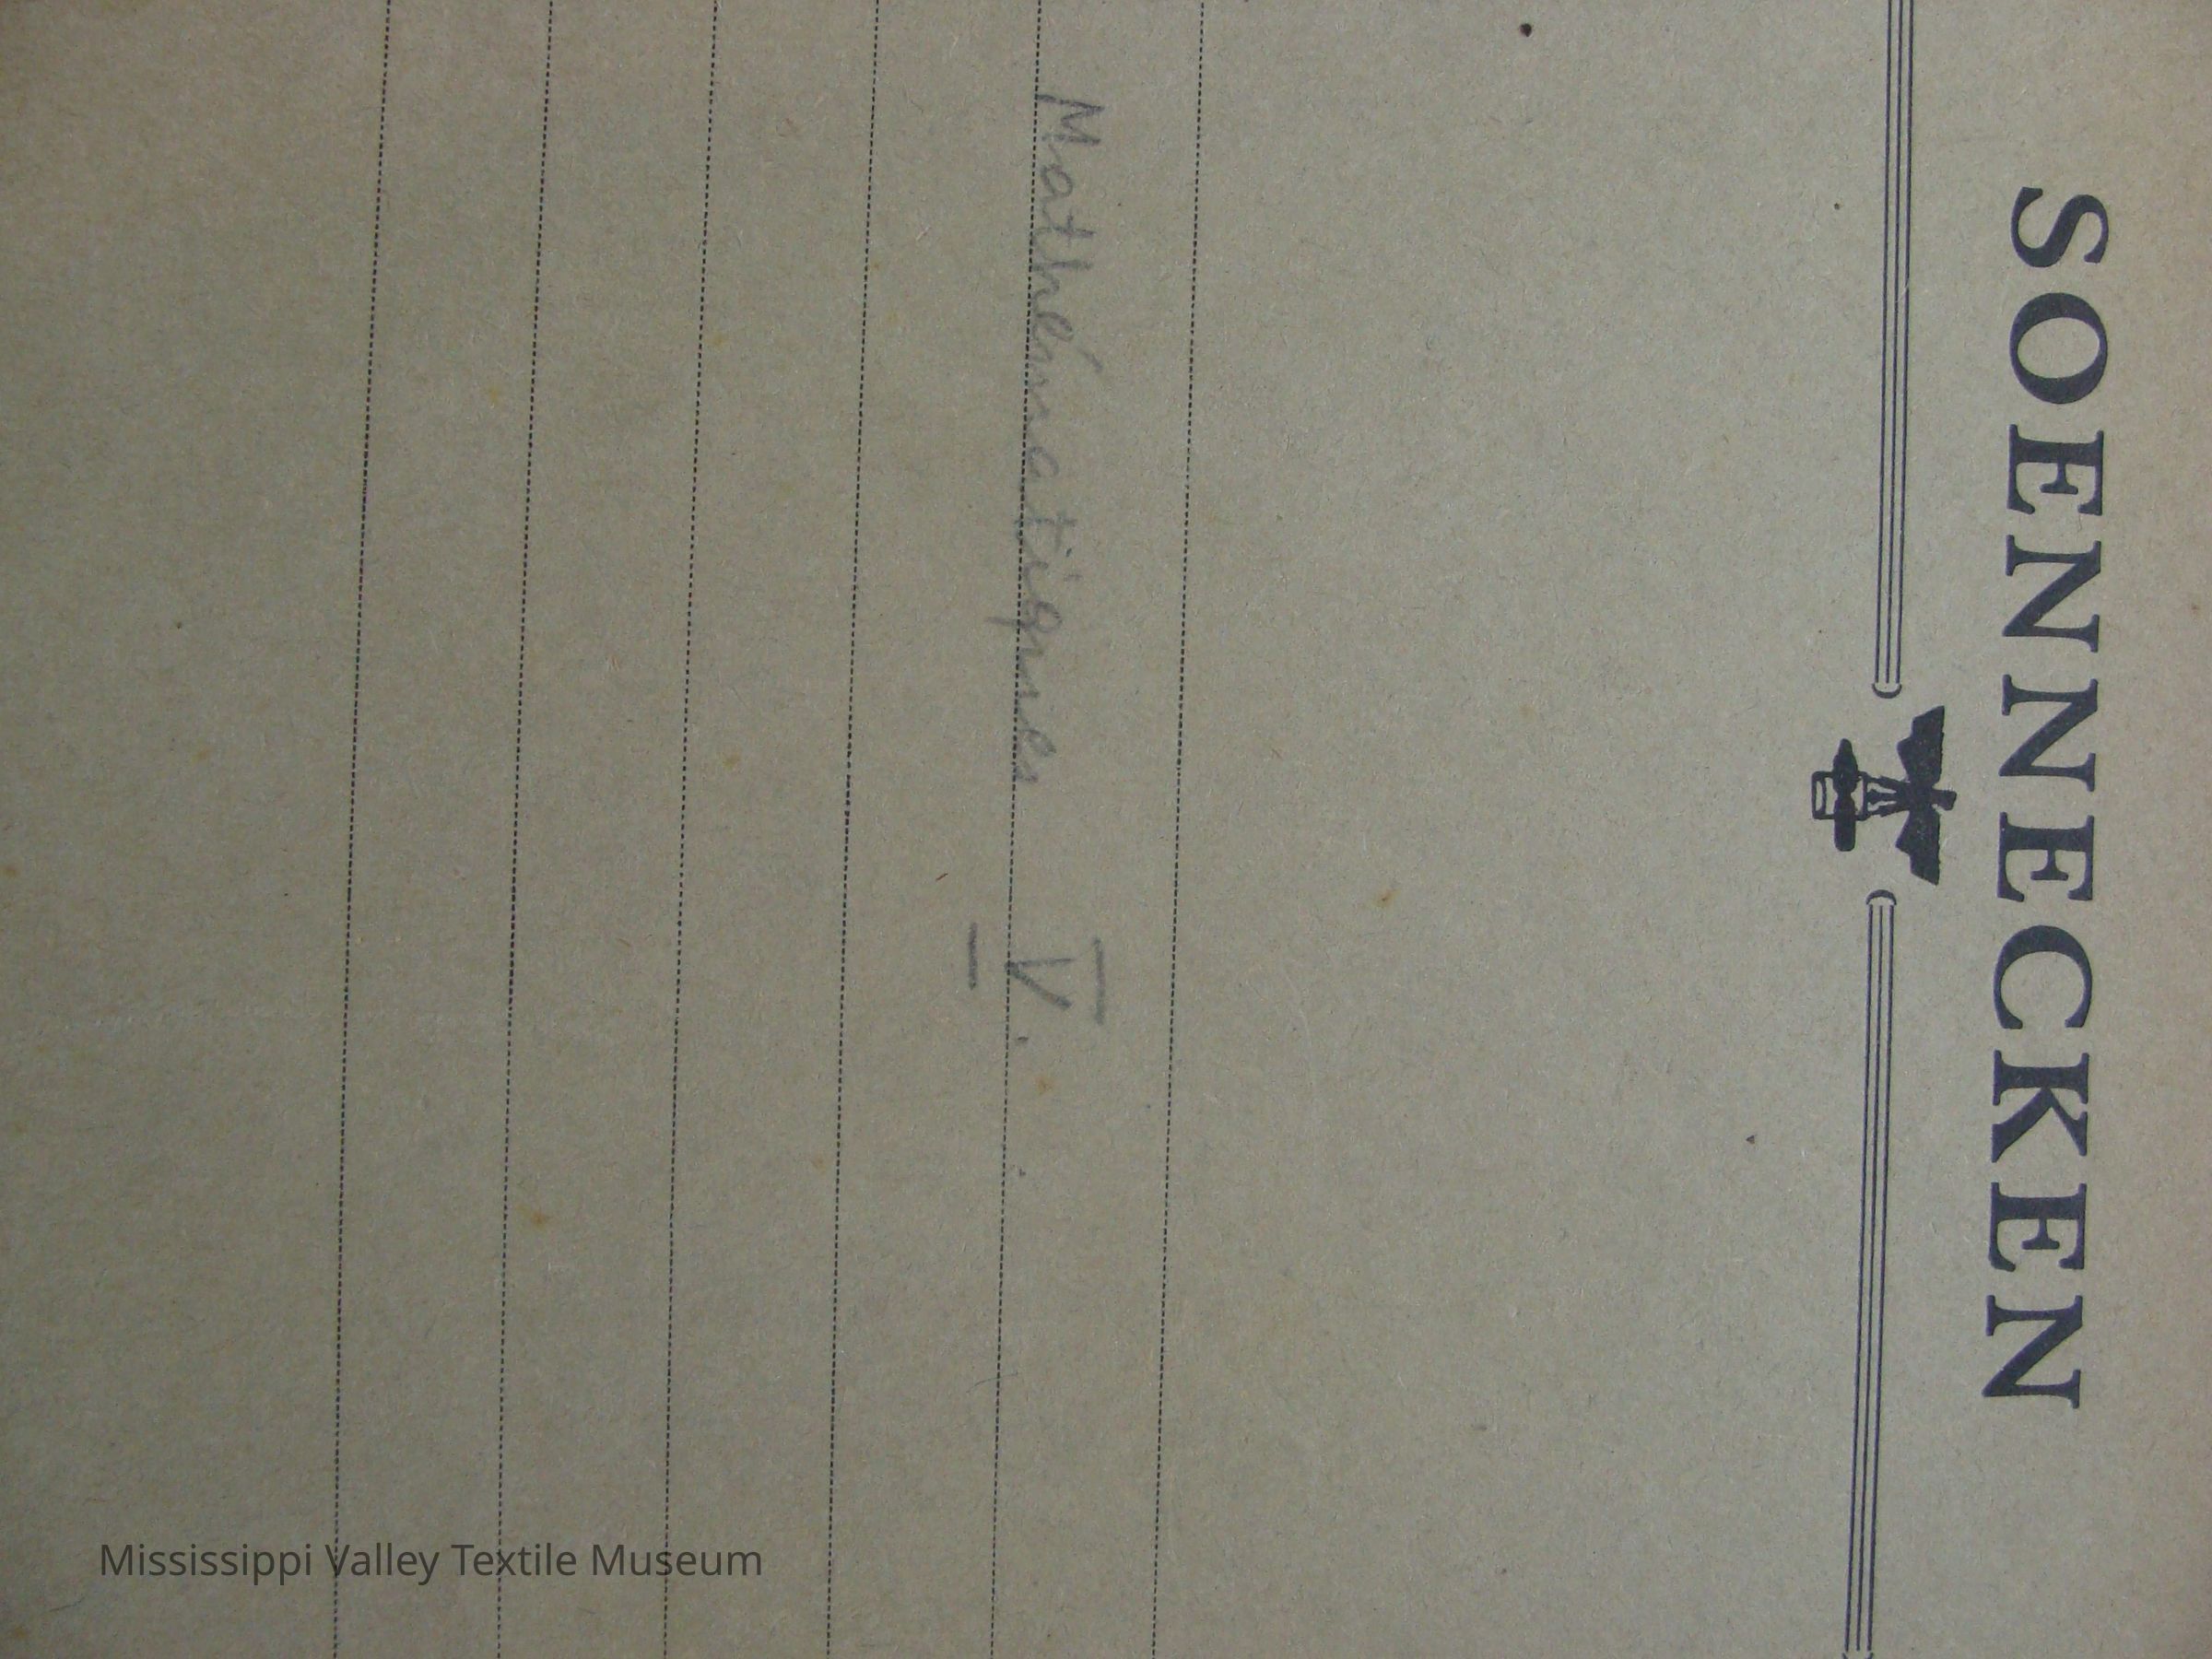 SOENNECKEN
Mathématiques V.
Mississippi Valley Textile Museum